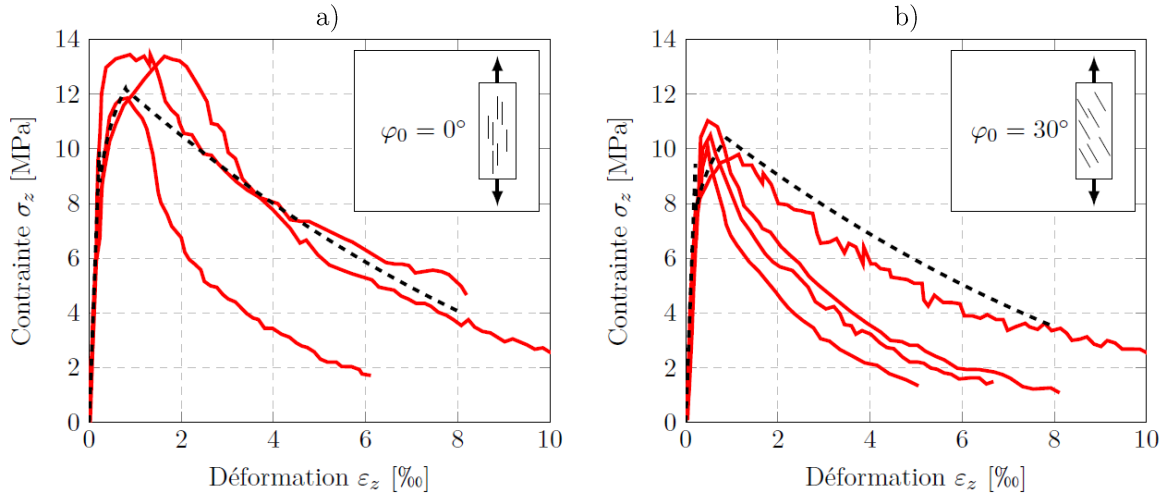 a)
14
12
10
8
6
4
2
0
Contrainte σz [MPa]
φ0 = 0°
0 2 4 6 8 10
Déformation εz [‰]
b)
14
12
10
8
6
4
2
0
Contrainte σz [MPa]
φ0 = 30°
0 2 4 6 8 10
Déformation εz [‰]